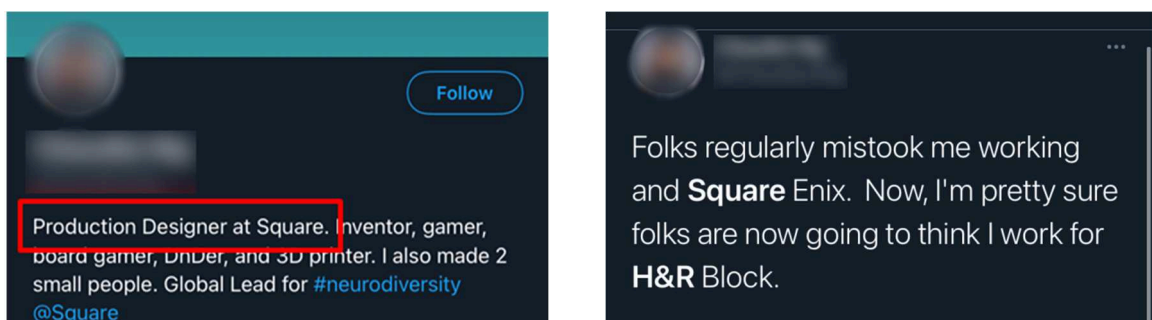 Follow
Production Designer at Square. Inventor, gamer,
board gamer, DnDer, and 3D printer. I also made 2
small people. Global Lead for #neurodiversity
@Square
Folks regularly mistook me working
and Square Enix. Now, I'm pretty sure
folks are now going to think I work for
H&R Block.